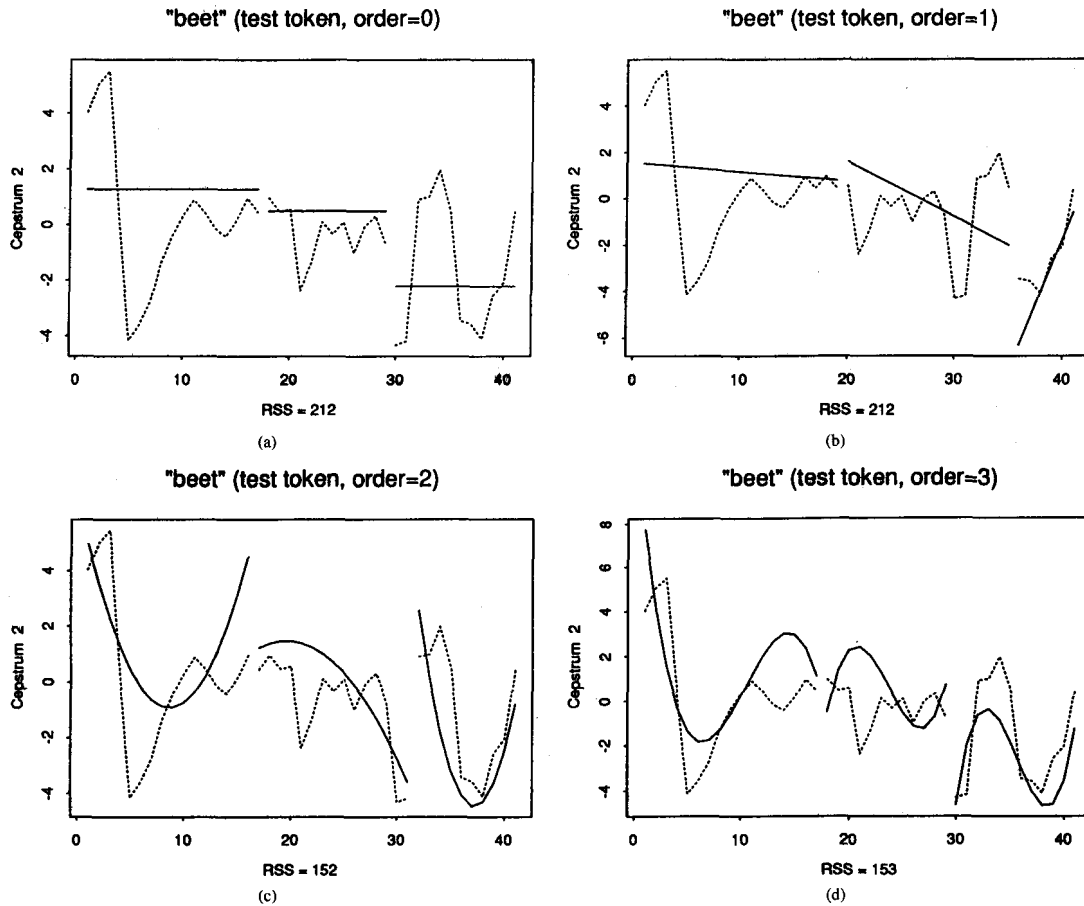 "beet" (test token, order=0)
Cepstrum 2
4
2
0
-2
-4
0 10 20 30 40
RSS = 212
(a)
"beet" (test token, order=1)
Cepstrum 2
4
2
0
-2
-4
-6
0 10 20 30 40
RSS = 212
(b)
"beet" (test token, order=2)
Cepstrum 2
4
2
0
-2
-4
0 10 20 30 40
RSS = 152
(c)
"beet" (test token, order=3)
Cepstrum 2
8
6
4
2
0
-2
-4
0 10 20 30 40
RSS = 153
(d)